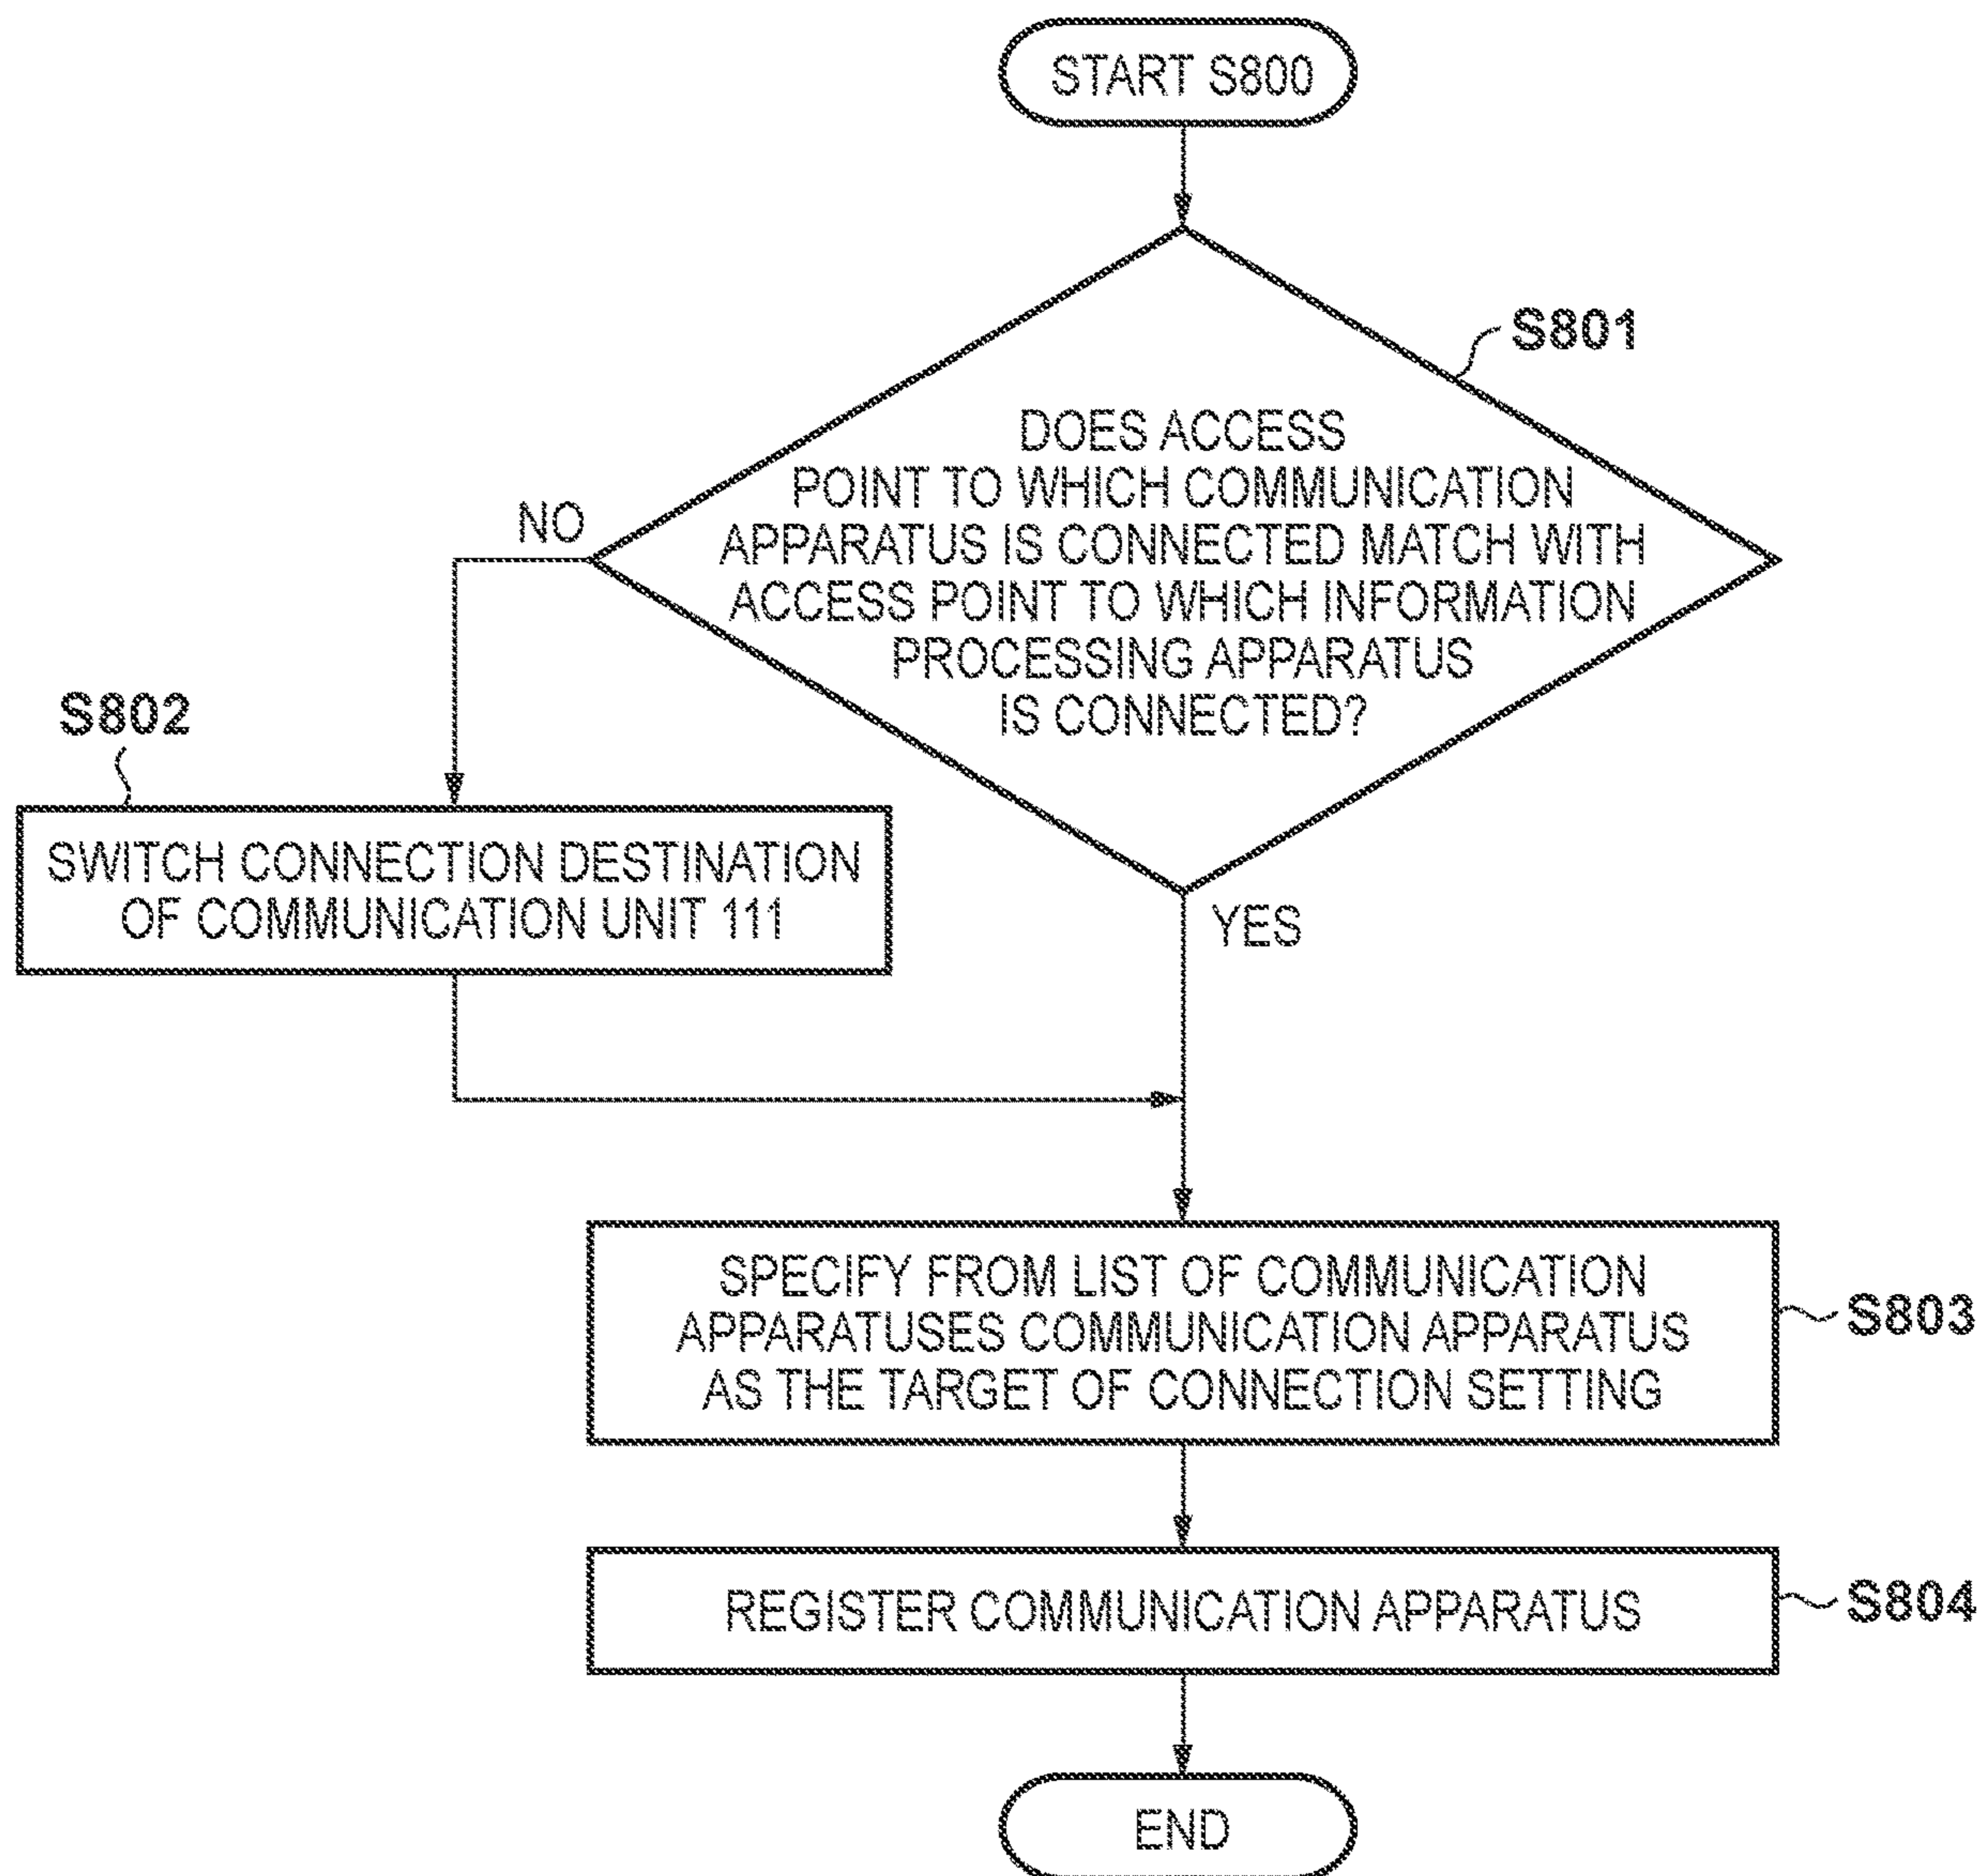 START S800
S801
DOES ACCESS
POINT TO WHICH COMMUNICATION
APPARATUS IS CONNECTED MATCH WITH
ACCESS POINT TO WHICH INFORMATION
PROCESSING APPARATUS
IS CONNECTED?
NO
YES
S802
SWITCH CONNECTION DESTINATION
OF COMMUNICATION UNIT 111
SPECIFY FROM LIST OF COMMUNICATION
APPARATUSES COMMUNICATION APPARATUS
AS THE TARGET OF CONNECTION SETTING
S803
REGISTER COMMUNICATION APPARATUS
S804
END